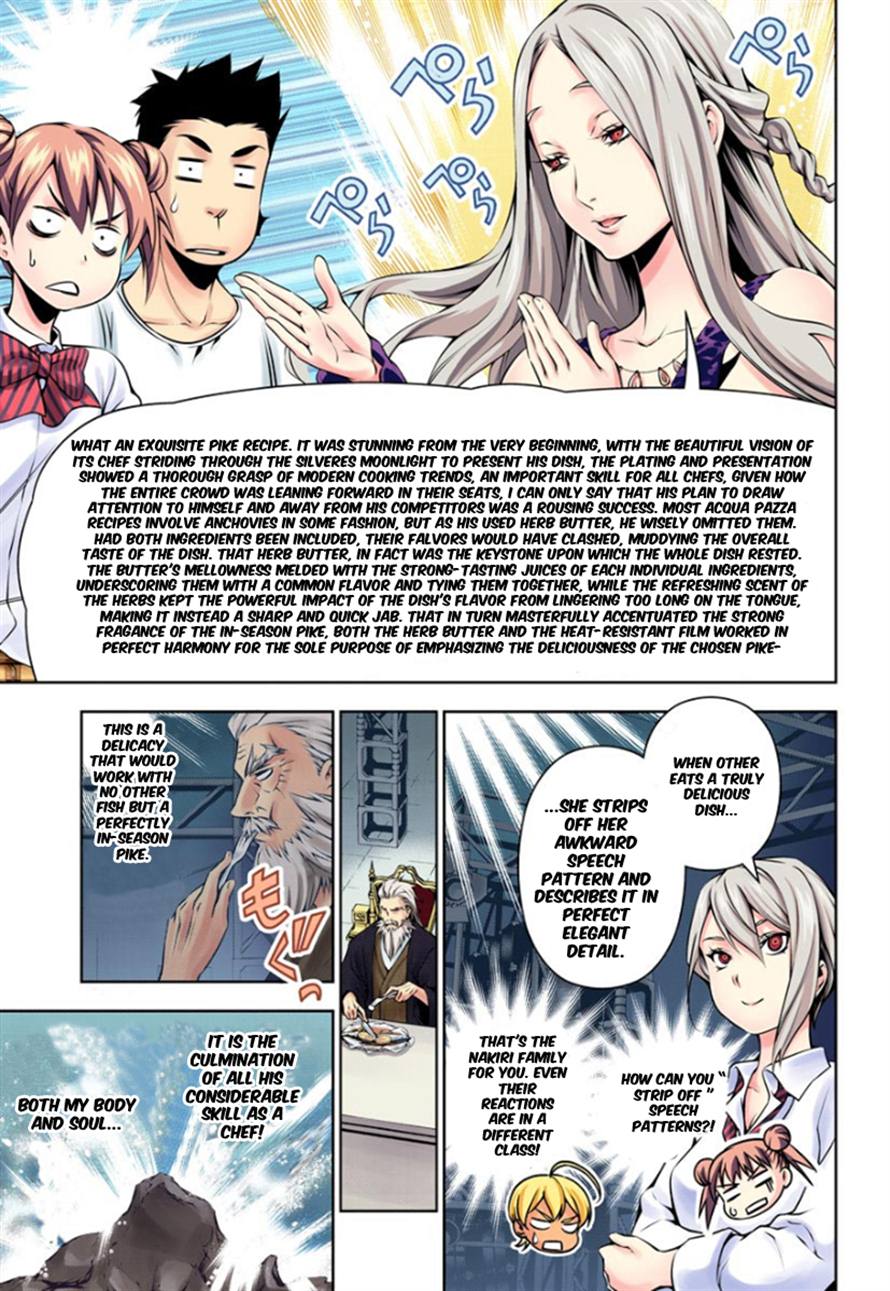 ぺら
ぺら
ぺら
ぺら
WHAT AN EXQUISITE PIKE RECIPE. IT WAS STUNNING FROM THE VERY BEGINNING, WITH THE BEAUTIFUL VISION OF
ITS CHEF STRIDING THROUGH THE SILVERES MOONLIGHT TO PRESENT HIS DISH, THE PLATING AND PRESENTATION
SHOWED A THOROUGH GRASP OF MODERN COOKING TRENDS, AN IMPORTANT SKILL FOR ALL CHEFS, GIVEN HOW
THE ENTIRE CROWD WAS LEANING FORWARD IN THEIR SEATS, I CAN ONLY SAY THAT HIS PLAN TO DRAW
ATTENTION TO HIMSELF AND AWAY FROM HIS COMPETITORS WAS A ROUSING SUCCESS. MOST ACQUA PAZZA
RECIPES INVOLVE ANCHOVIES IN SOME FASHION, BUT AS HIS USED HERB BUTTER, HE WISELY OMITTED THEM.
HAD BOTH INGREDIENTS BEEN INCLUDED, THEIR FALVORS WOULD HAVE CLASHED, MUDDYING THE OVERALL
TASTE OF THE DISH. THAT HERB BUTTER, IN FACT WAS THE KEYSTONE UPON WHICH THE WHOLE DISH RESTED.
THE BUTTER'S MELLOWNESS MELDED WITH THE STRONG-TASTING JUICES OF EACH INDIVIDUAL INGREDIENTS,
UNDERSCORING THEM WITH A COMMON FLAVOR AND TYING THEM TOGETHER, WHILE THE REFRESHING SCENT OF
THE HERBS KEPT THE POWERFUL IMPACT OF THE DISH'S FLAVOR FROM LINGERING TOO LONG ON THE TONGUE,
MAKING IT INSTEAD A SHARP AND QUICK JAB. THAT IN TURN MASTERFULLY ACCENTUATED THE STRONG
FRAGANCE OF THE IN-SEASON PIKE, BOTH THE HERB BUTTER AND THE HEAT-RESISTANT FILM WORKED IN
PERFECT HARMONY FOR THE SOLE PURPOSE OF EMPHASIZING THE DELICIOUSNESS OF THE CHOSEN PIKE-
WHEN OTHER
EATS A TRULY
DELICIOUS
DISH...
...SHE STRIPS
OFF HER
AWKWARD
SPEECH
PATTERN AND
DESCRIBES IT IN
PERFECT
ELEGANT
DETAIL.
HOW CAN YOU "
STRIP OFF "
SPEECH
PATTERNS?!
THAT'S THE
NAKIRI FAMILY
FOR YOU. EVEN
THEIR
REACTIONS
ARE IN A
DIFFERENT
CLASS!
THIS IS A
DELICACY
THAT WOULD
WORK WITH
NO OTHER
FISH BUT A
PERFECTLY
IN-SEASON
PIKE.
もぐっ
IT IS THE
CULMINATION
OF ALL HIS
CONSIDERABLE
SKILL AS A
CHEF!
BOTH MY BODY
AND SOUL...